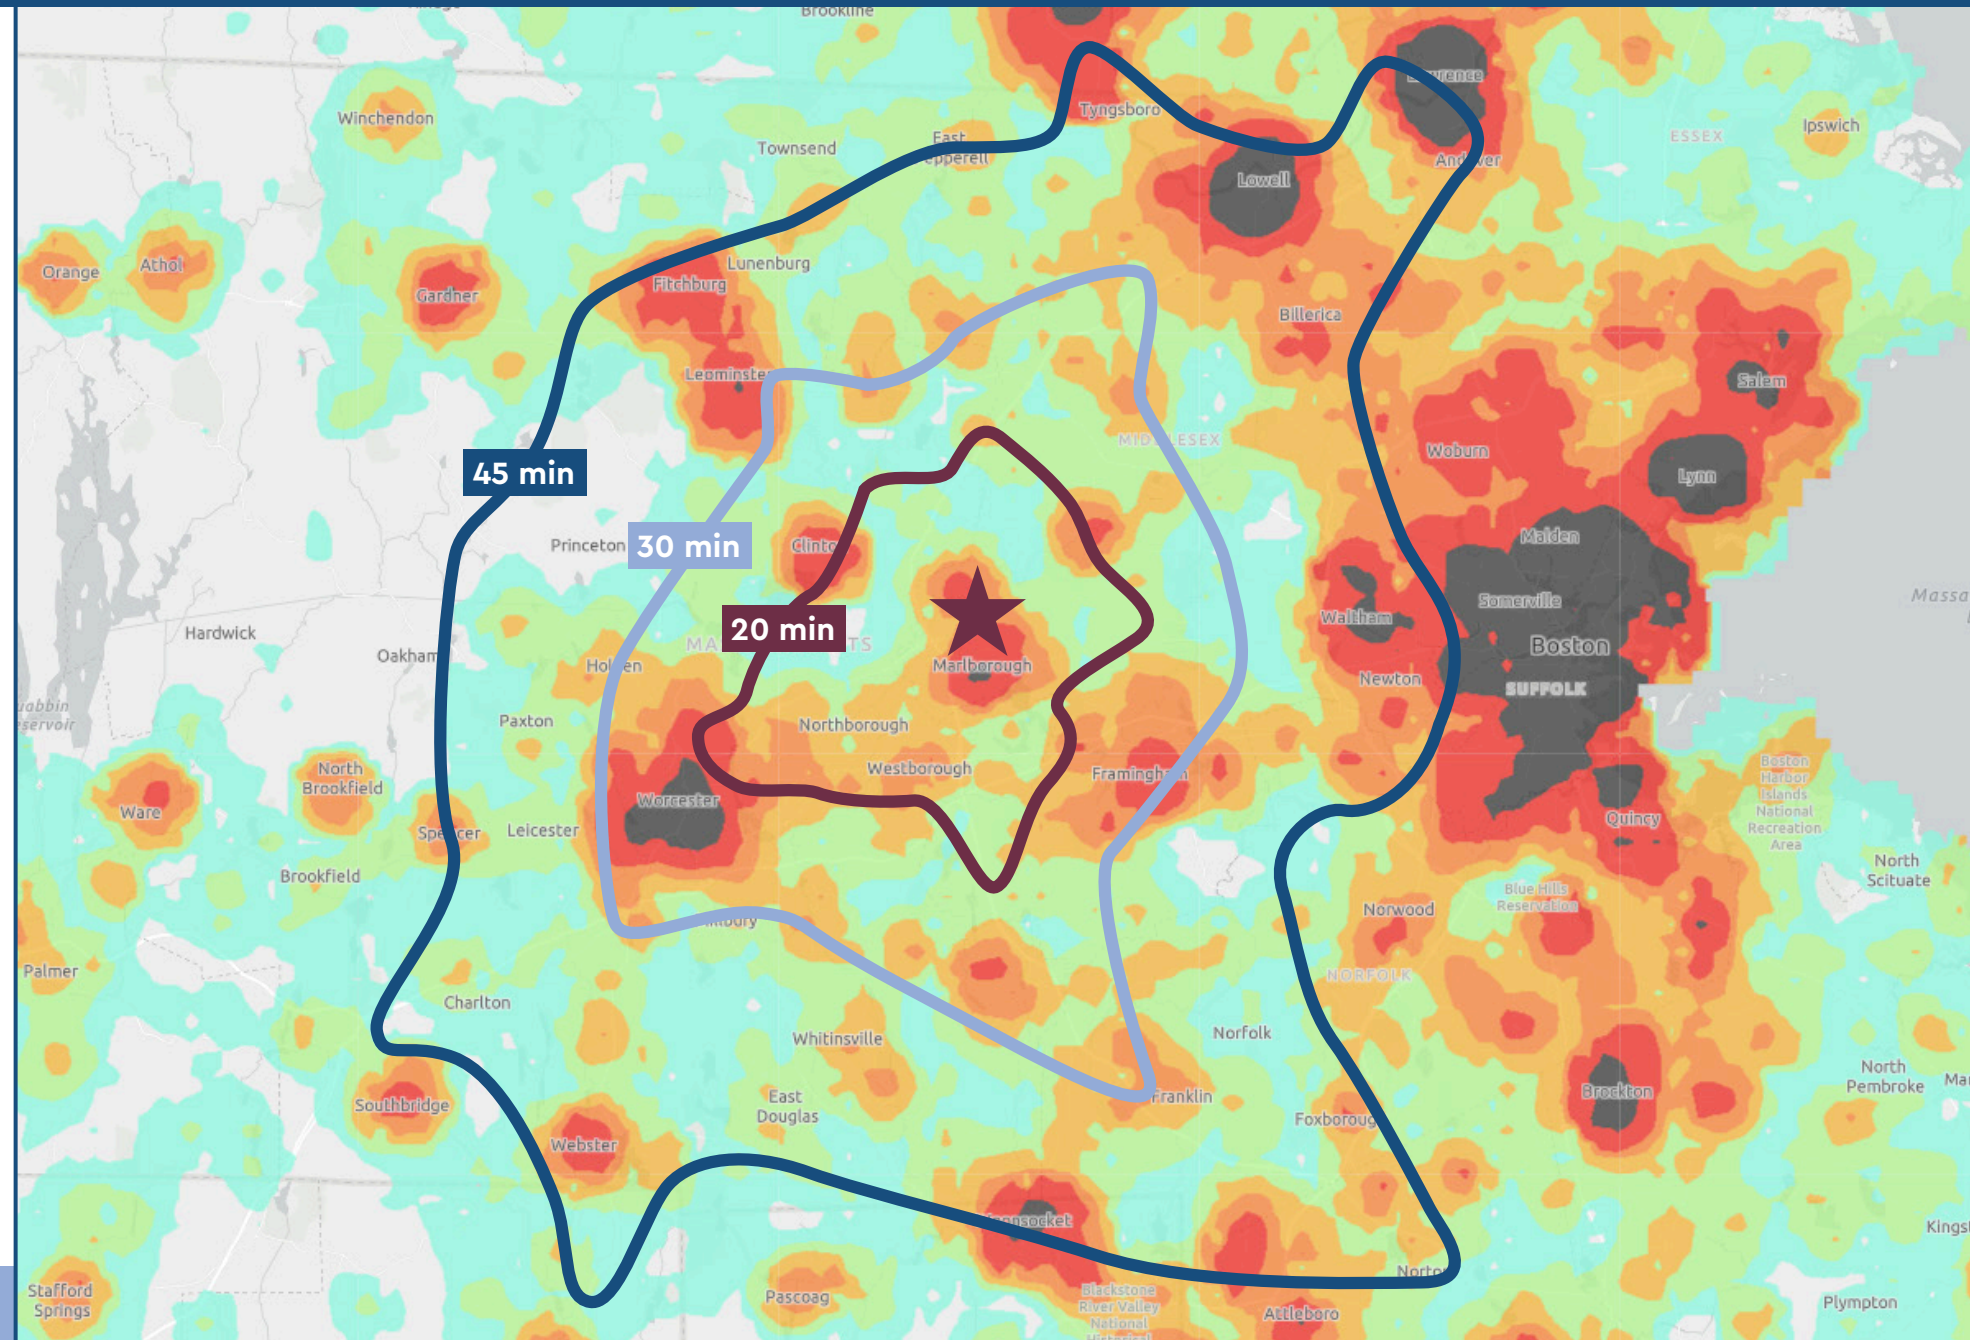 Brookline
Lawrence
Tyngsboro
Winchendon
Ipswich
ESSEX
Townsend
East
Pepperell
Andover
Lowell
Orange
Athol
Lunenburg
Fitchburg
Gardner
Billerica
Leominster
Salem
MIDDLESEX
Woburn
45 min
Lynn
Malden
Princeton
30 min
Clinto
Somerville
Massa
Waltham
Hardwick
20 min
MA
TS
Boston
Oakham
Holden
Marlborough
Newton
SUFFOLK
Paxton
Northborough
Westborough
Framingham
Boston
Harbor
Islands
National
Recreation
Area
North
Brookfield
Ware
Worcester
Spencer
Leicester
Quincy
Brookfield
North
Scituate
Blue Hills
Reservation
Norwood
Palmer
NORFOLK
Charlton
Whitinsville
Norfolk
North
Pembroke
Southbridge
East
Douglas
Franklin
Brockton
Foxboroug
Webster
Kings
Norton
Stafford
Springs
Pascoag
Blackstone
River Valley
National
Attleboro
Plympton